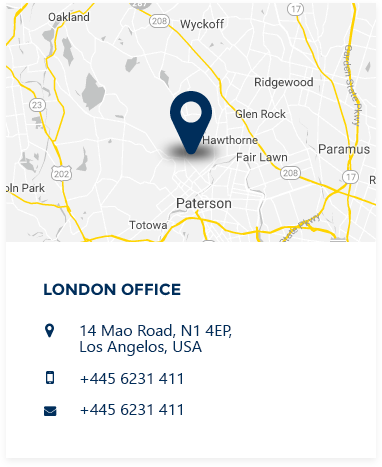 Oakland
208
Wyckoff
17
Ridgewood
Garden State Pkwy
23
Glen Rock
Hawthorne
Paramus
Fair Lawn
202
208
17
oln Park
R
Paterson
State Pkwy
Totowa
LONDON OFFICE
14 Mao Road, N1 4EP,
Los Angelos, USA
+445 6231 411
+445 6231 411